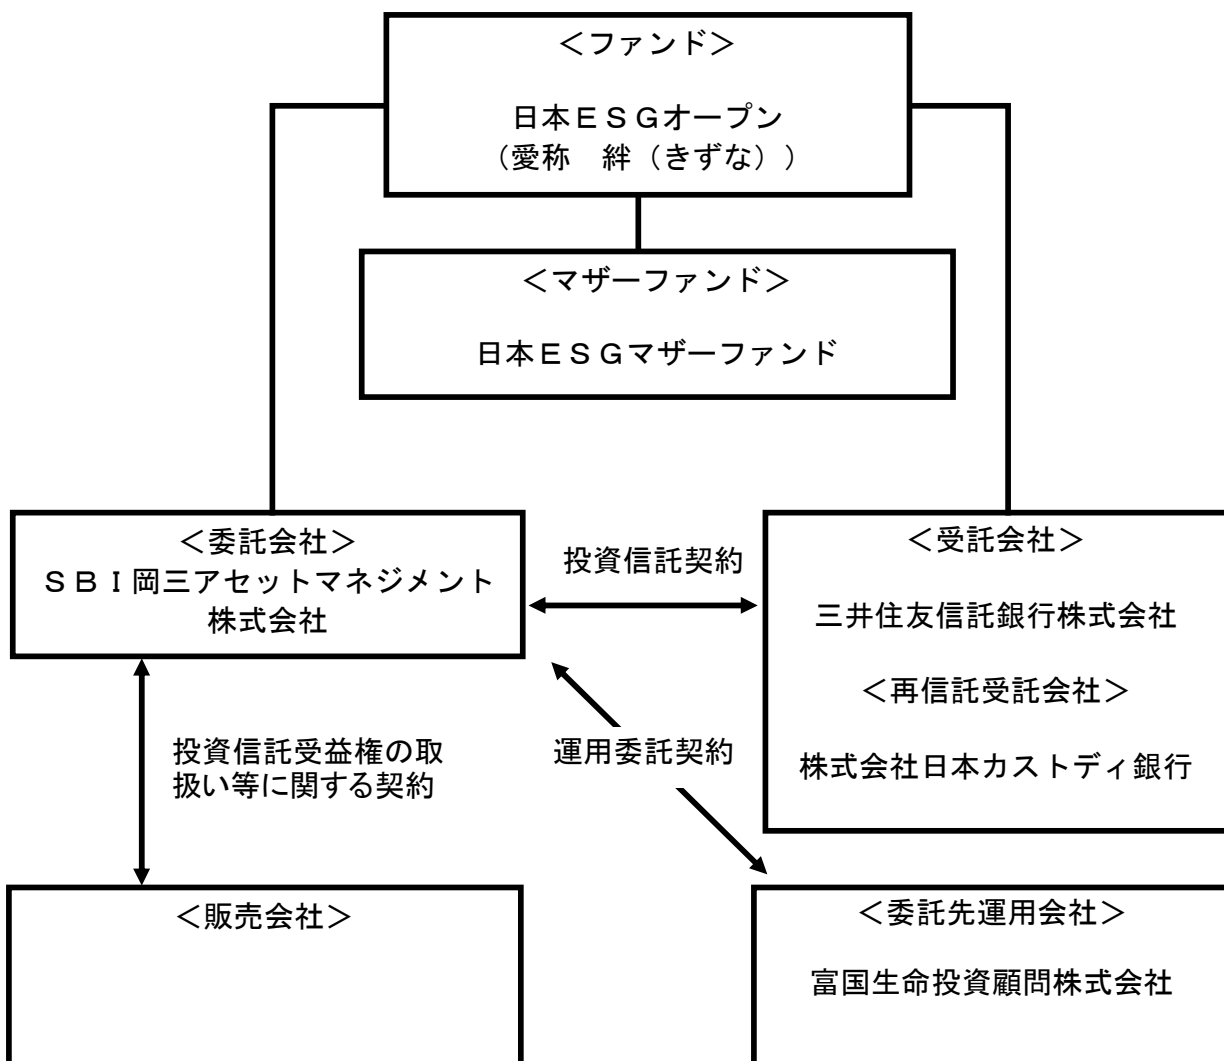 ＜ファンド＞
日本ＥＳＧオープン
（愛称　絆（きずな））
＜マザーファンド＞
日本ＥＳＧマザーファンド
＜委託会社＞
ＳＢＩ岡三アセットマネジメント
株式会社
投資信託契約
＜受託会社＞
三井住友信託銀行株式会社
＜再信託受託会社＞
株式会社日本カストディ銀行
投資信託受益権の取
扱い等に関する契約
運用委託契約
＜販売会社＞
＜委託先運用会社＞
富国生命投資顧問株式会社